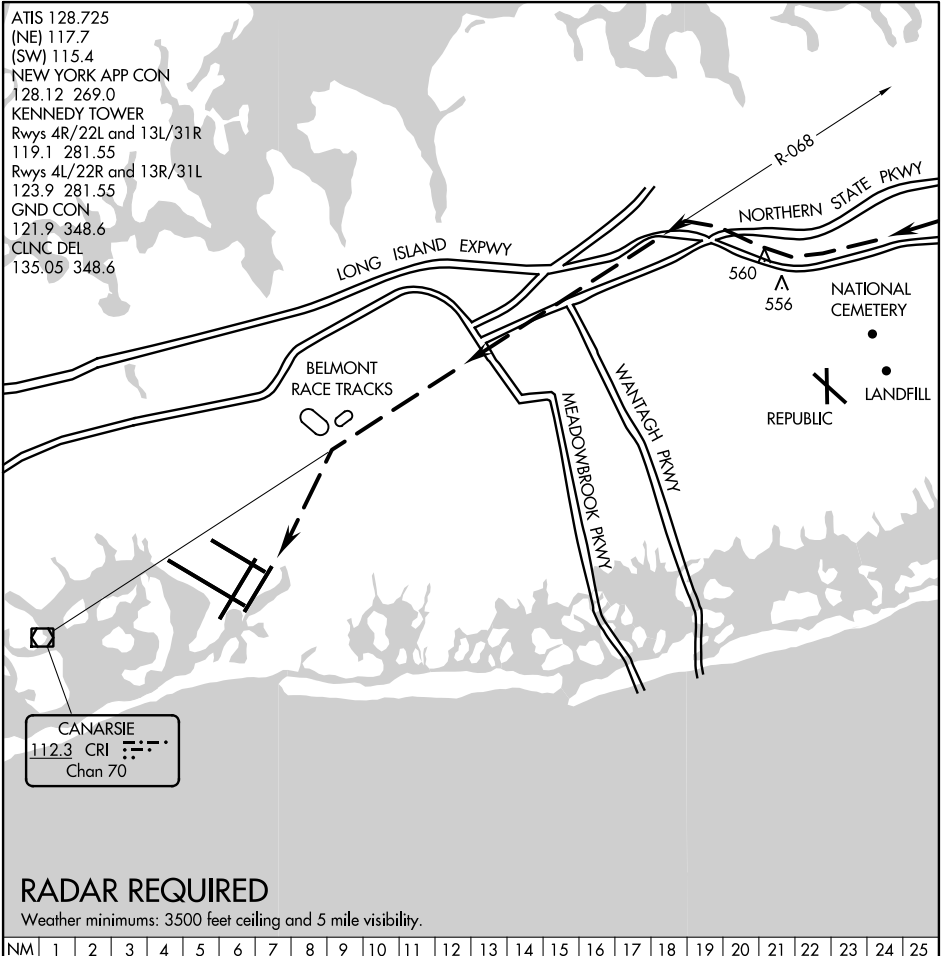 ATIS 128.725
(NE) 117.7
(SW) 115.4
NEW YORK APP CON
128.12 269.0
KENNEDY TOWER
Rwys 4R/22L and 13L/31R
119.1 281.55
Rwys 4L/22R and 13R/31L
123.9 281.55
GND CON
121.9 348.6
CLNC DEL
135.05 348.6
R-068
NORTHERN STATE PKWY
LONG ISLAND EXPWY
560
556
NATIONAL
CEMETERY
LANDFILL
REPUBLIC
BELMONT
RACE TRACKS
WANTAGH PKWY
MEADOWBROOK PKWY
CANARSIE
112.3 CRI
Chan 70
RADAR REQUIRED
Weather minimums: 3500 feet ceiling and 5 mile visibility.
NM 1 2 3 4 5 6 7 8 9 10 11 12 13 14 15 16 17 18 19 20 21 22 23 24 25